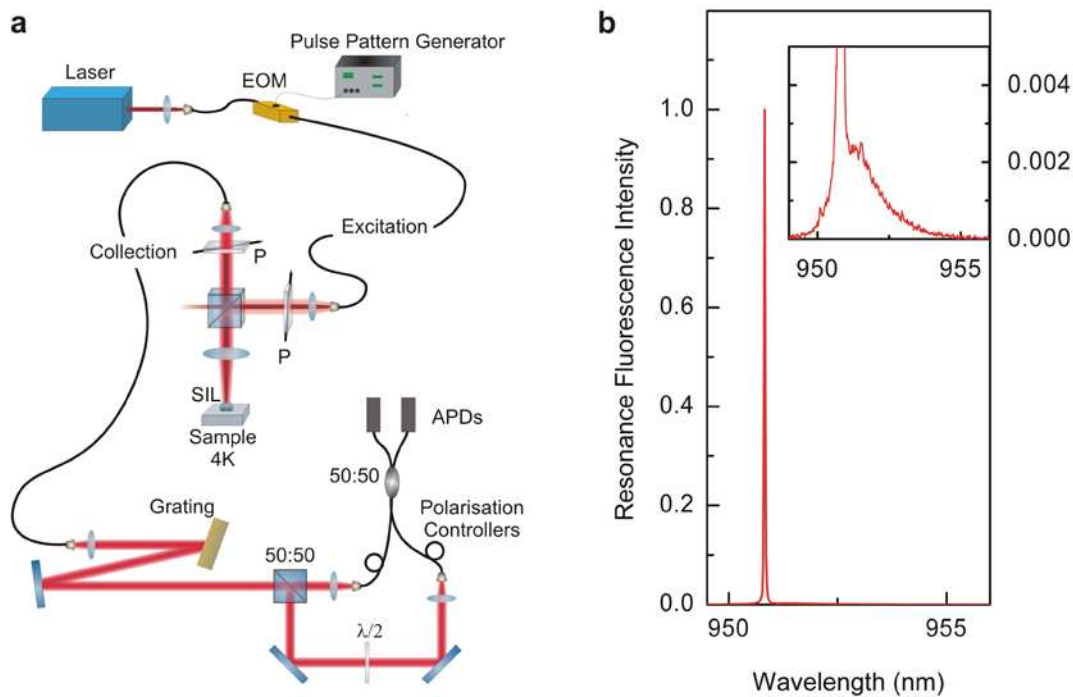 a
Pulse Pattern Generator
Laser
EOM
Collection
P
Excitation
P
SIL
Sample
4K
APDs
50:50
Polarisation
Controllers
Grating
50:50
λ/2
b
Resonance Fluorescence Intensity
1.0
0.8
0.6
0.4
0.2
0.0
950
955
Wavelength (nm)
0.004
0.002
0.000
950
955